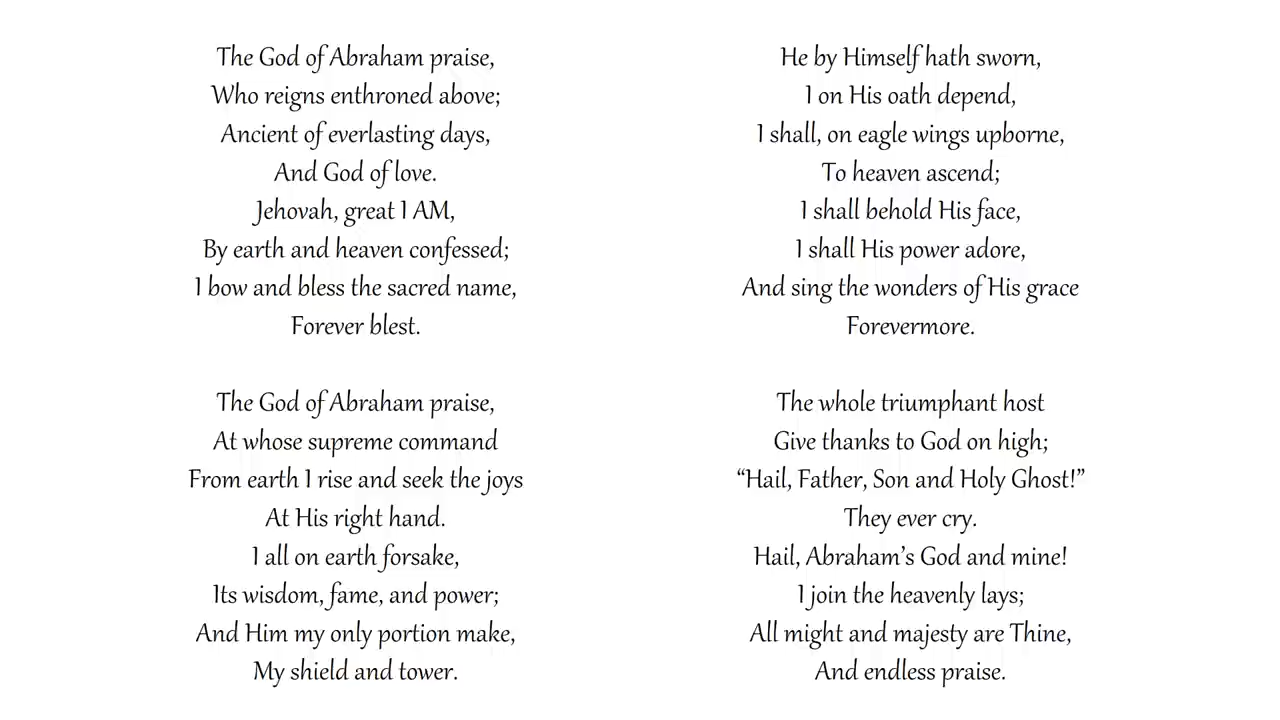 The God of Abraham praise,
Who reigns enthroned above;
Ancient of everlasting days,
And God of love.
Jehovah, great I AM,
By earth and heaven confessed;
I bow and bless the sacred name,
Forever blest.
The God of Abraham praise,
At whose supreme command
From earth I rise and seek the joys
At His right hand.
I all on earth forsake,
Its wisdom, fame, and power;
And Him my only portion make,
My shield and tower.
He by Himself hath sworn,
I on His oath depend,
I shall, on eagle wings upborne,
To heaven ascend;
I shall behold His face,
I shall His power adore,
And sing the wonders of His grace
Forevermore.
The whole triumphant host
Give thanks to God on high;
“Hail, Father, Son and Holy Ghost!”
They ever cry.
Hail, Abraham’s God and mine!
I join the heavenly lays;
All might and majesty are Thine,
And endless praise.